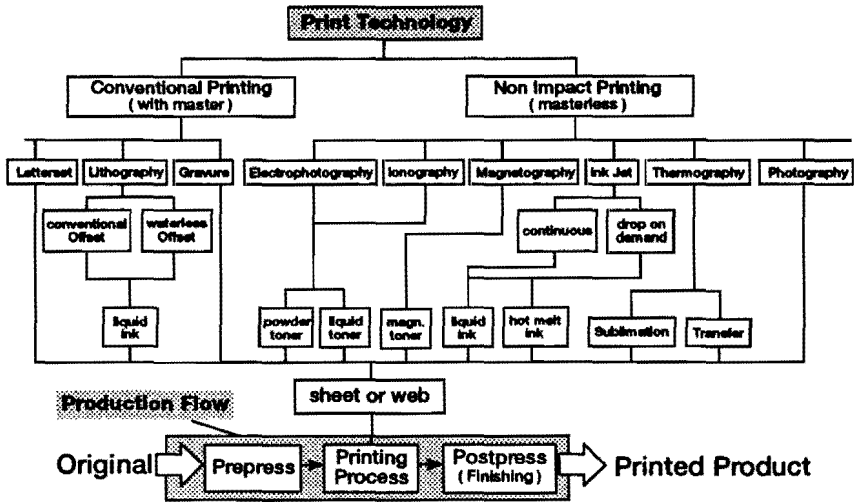 Print Technology
Conventional Printing
( with master )
Non Impact Printing
( masterless )
Letterset
Lithography
Gravure
Electrophotography
Ionography
Magnetography
Ink Jet
Thermography
Photography
conventional
Offset
waterless
Offset
continuous
drop on
demand
liquid
ink
powder
toner
liquid
toner
magn.
toner
liquid
ink
hot melt
ink
Sublimation
Transfer
sheet or web
Production Flow
Original
Prepress
Printing
Process
Postpress
( Finishing )
Printed Product